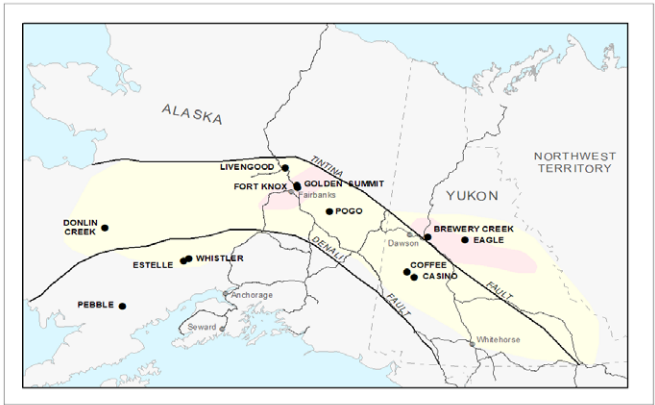 ALASKA
NORTHWEST
TERRITORY
TINTINA
LIVENGOOD
GOLDEN SUMMIT
FORT KNOX
Fairbanks
YUKON
POGO
DONLIN
CREEK
BREWERY CREEK
Dawson
EAGLE
DENALI
ESTELLE
WHISTLER
COFFEE
CASINO
FAULT
Anchorage
FAULT
PEBBLE
Seward
Whitehorse